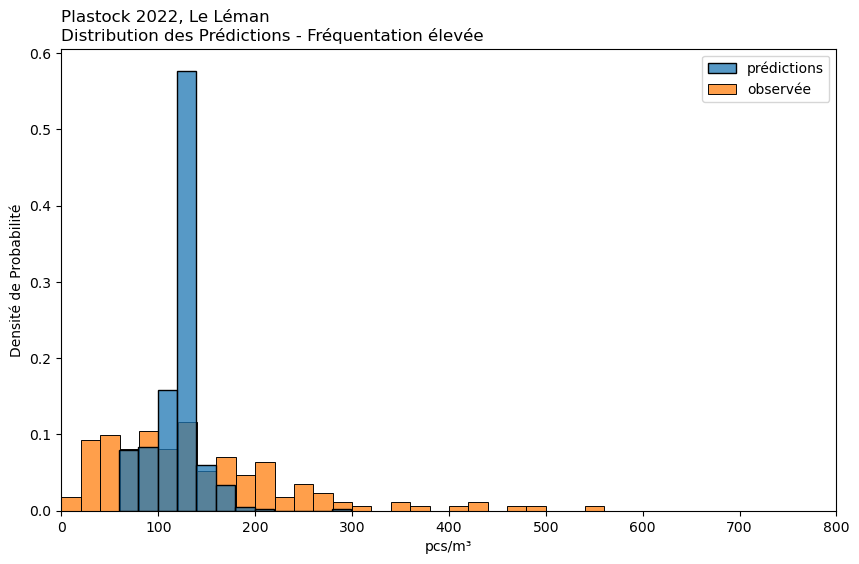 Plastock 2022, Le Léman
Distribution des Prédictions - Fréquentation élevée
prédictions
observée
Densité de Probabilité
0.6
0.5
0.4
0.3
0.2
0.1
0.0
0 100 200 300 400 500 600 700 800
pcs/m³